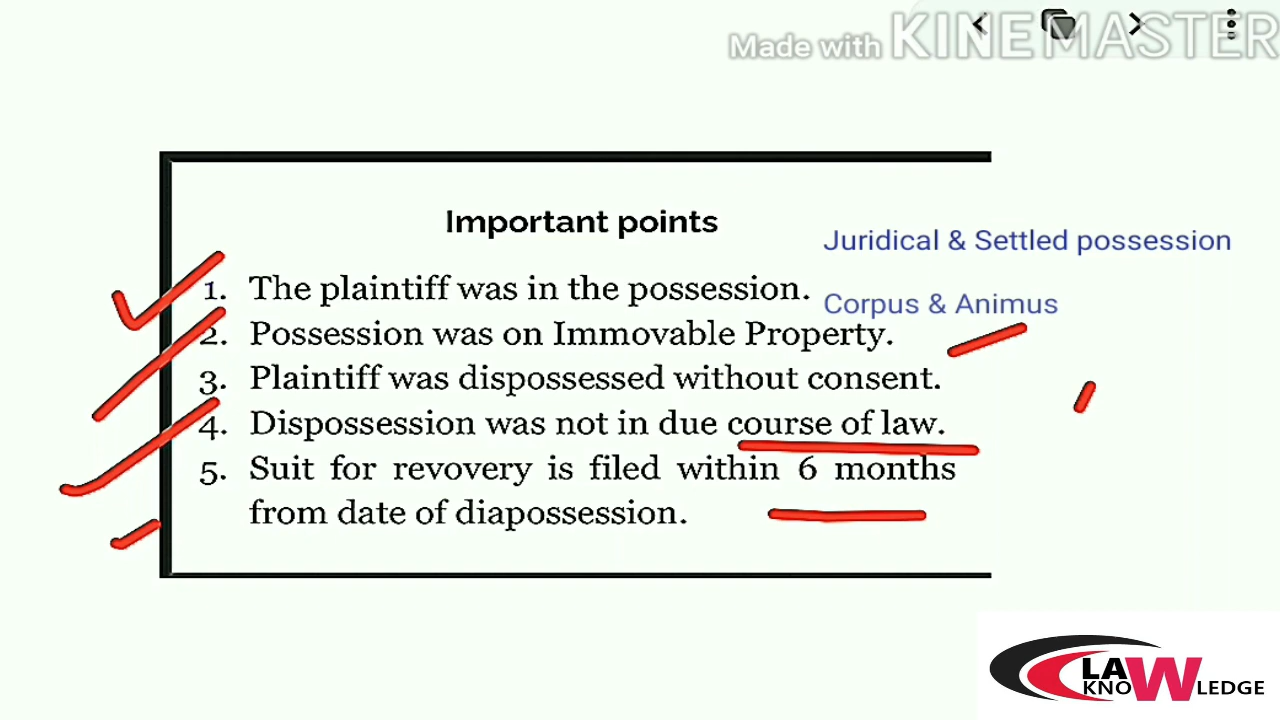 Made with KINEMASTER
Important points
Juridical & Settled possession
1. The plaintiff was in the possession.
Corpus & Animus
2. Possession was on Immovable Property.
3. Plaintiff was dispossessed without consent.
4. Dispossession was not in due course of law.
5. Suit for revovery is filed within 6 months
from date of diapossession.
LAW
KNOWLEDGE